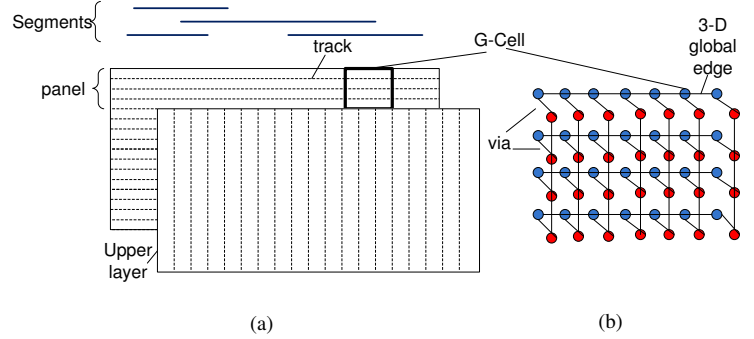 Segments
track
G-Cell
3-D
global
edge
panel
via
Upper
layer
(a)
(b)